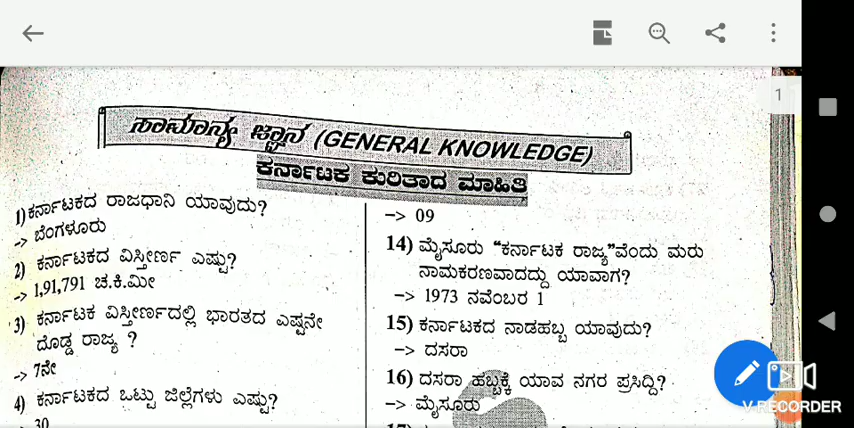 1
ಸಾಮಾನ್ಯ ಜ್ಞಾನ (GENERAL KNOWLEDGE)
ಕರ್ನಾಟಕ ಕುರಿತಾದ ಮಾಹಿತಿ
1) ಕರ್ನಾಟಕದ ರಾಜಧಾನಿ ಯಾವುದು?
-> ಬೆಂಗಳೂರು
2) ಕರ್ನಾಟಕದ ವಿಸ್ತೀರ್ಣ ಎಷ್ಟು?
-> 1,91,791 ಚ.ಕಿ.ಮೀ
3) ಕರ್ನಾಟಕ ವಿಸ್ತೀರ್ಣದಲ್ಲಿ ಭಾರತದ ಎಷ್ಟನೇ
ದೊಡ್ಡ ರಾಜ್ಯ ?
-> 7ನೇ
4) ಕರ್ನಾಟಕದ ಒಟ್ಟು ಜಿಲ್ಲೆಗಳು ಎಷ್ಟು?
-> 30
-> 09
14) ಮೈಸೂರು “ಕರ್ನಾಟಕ ರಾಜ್ಯ”ವೆಂದು ಮರು
ನಾಮಕರಣವಾದದ್ದು ಯಾವಾಗ?
-> 1973 ನವೆಂಬರ 1
15) ಕರ್ನಾಟಕದ ನಾಡಹಬ್ಬ ಯಾವುದು?
-> ದಸರಾ
16) ದಸರಾ ಹಬ್ಬಕ್ಕೆ ಯಾವ ನಗರ ಪ್ರಸಿದ್ದಿ?
-> ಮೈಸೂರು
V-RECORDER